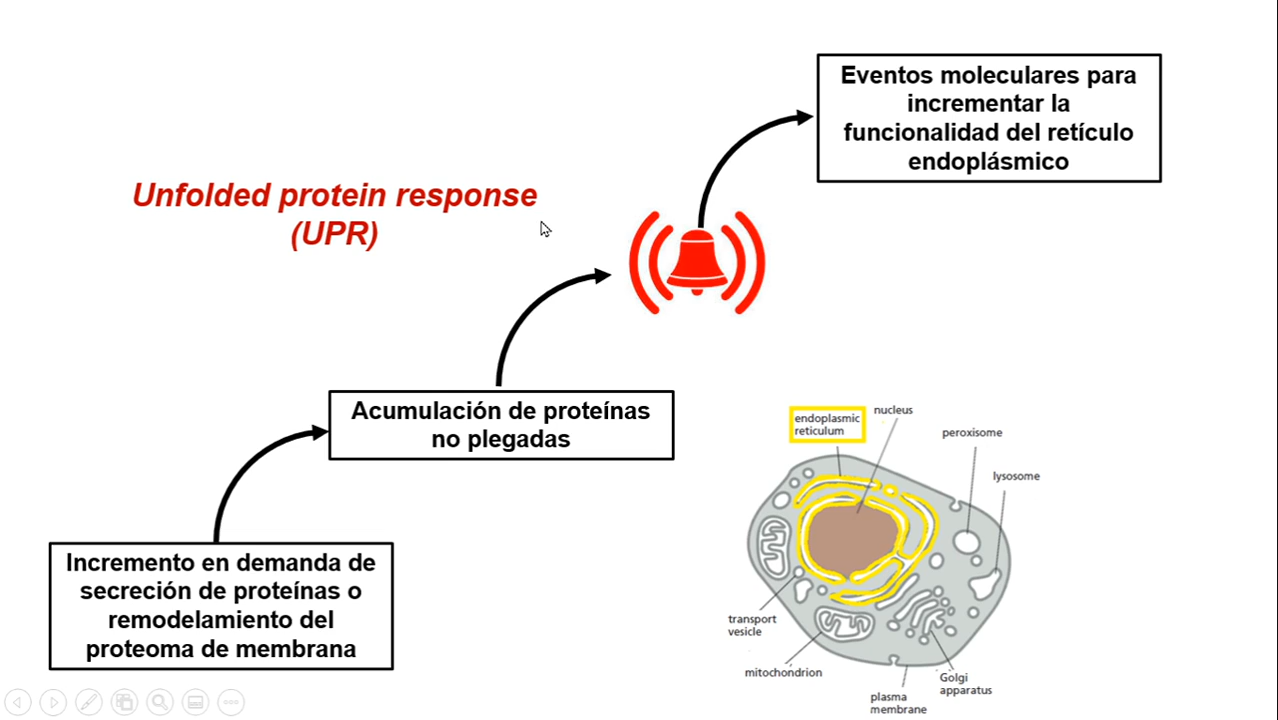 Eventos moleculares para
incrementar la
funcionalidad del retículo
endoplásmico
Unfolded protein response
(UPR)
Acumulación de proteínas
no plegadas
Incremento en demanda de
secreción de proteínas o
remodelamiento del
proteoma de membrana
endoplasmic
reticulum
nucleus
peroxisome
lysosome
transport
vesicle
mitochondrion
plasma
membrane
Golgi
apparatus